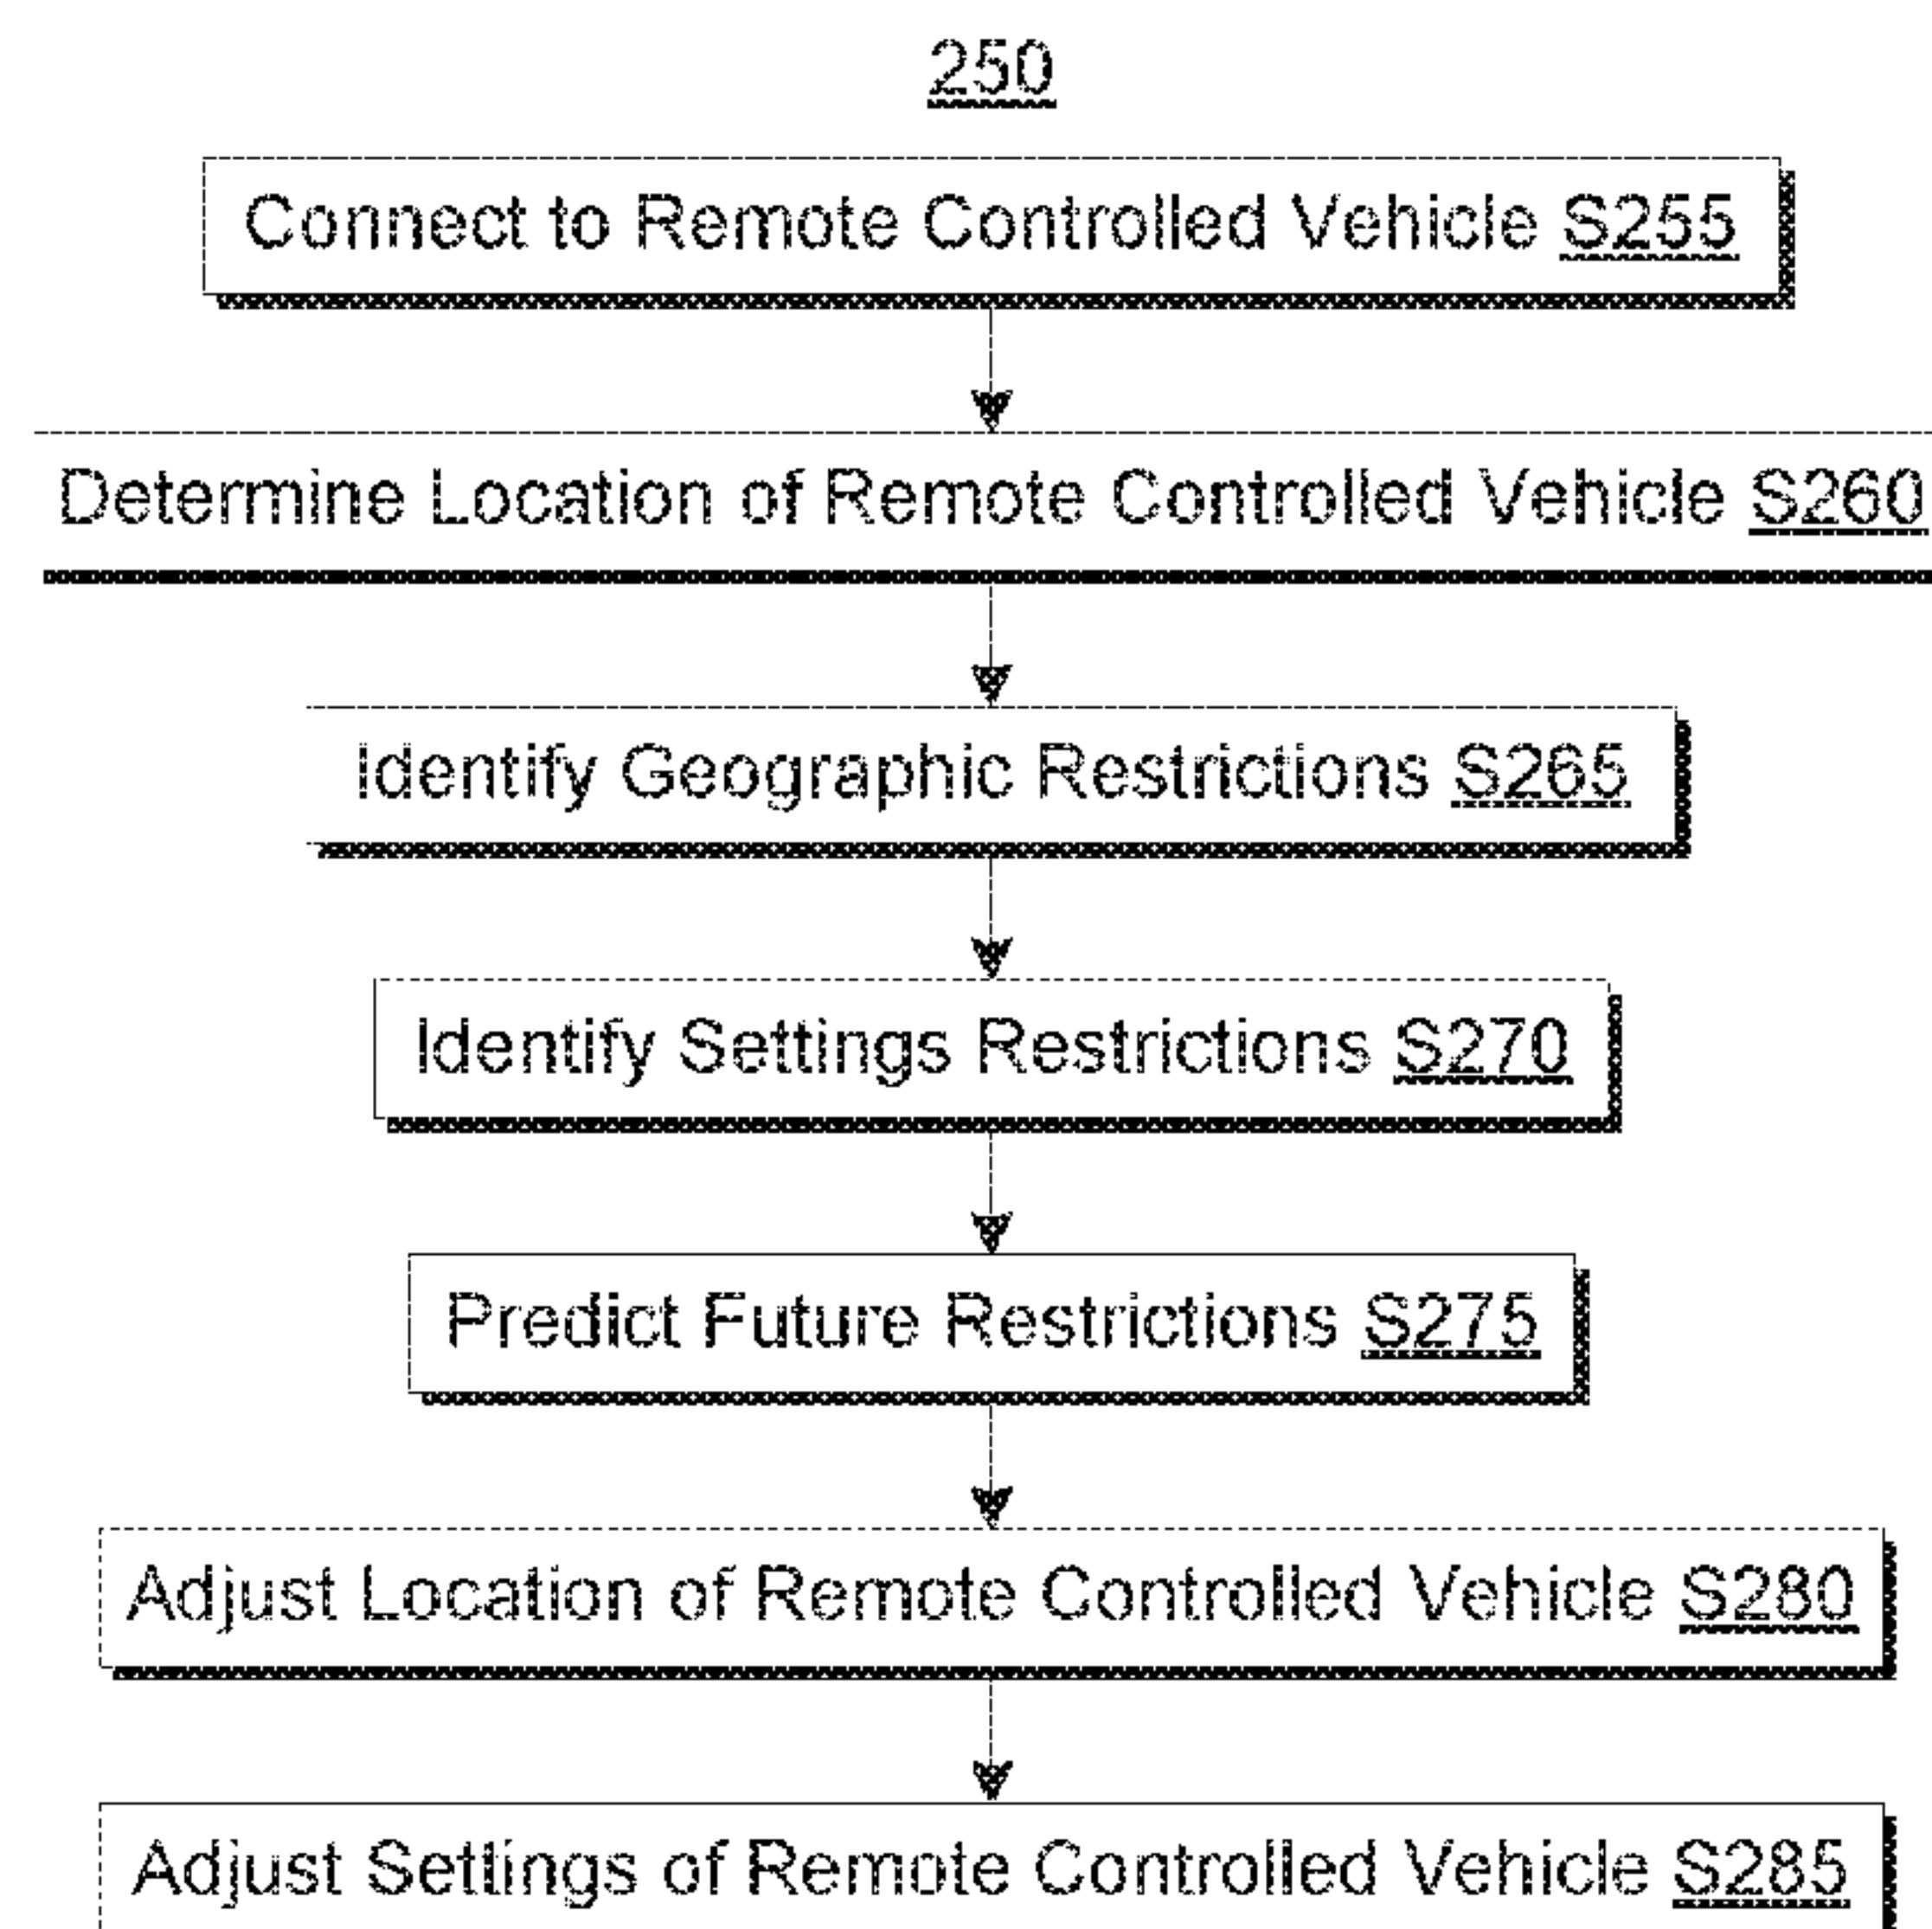 250
Connect to Remote Controlled Vehicle S255
Determine Location of Remote Controlled Vehicle S260
Identify Geographic Restrictions S265
Identify Settings Restrictions S270
Predict Future Restrictions S275
Adjust Location of Remote Controlled Vehicle S280
Adjust Settings of Remote Controlled Vehicle S285